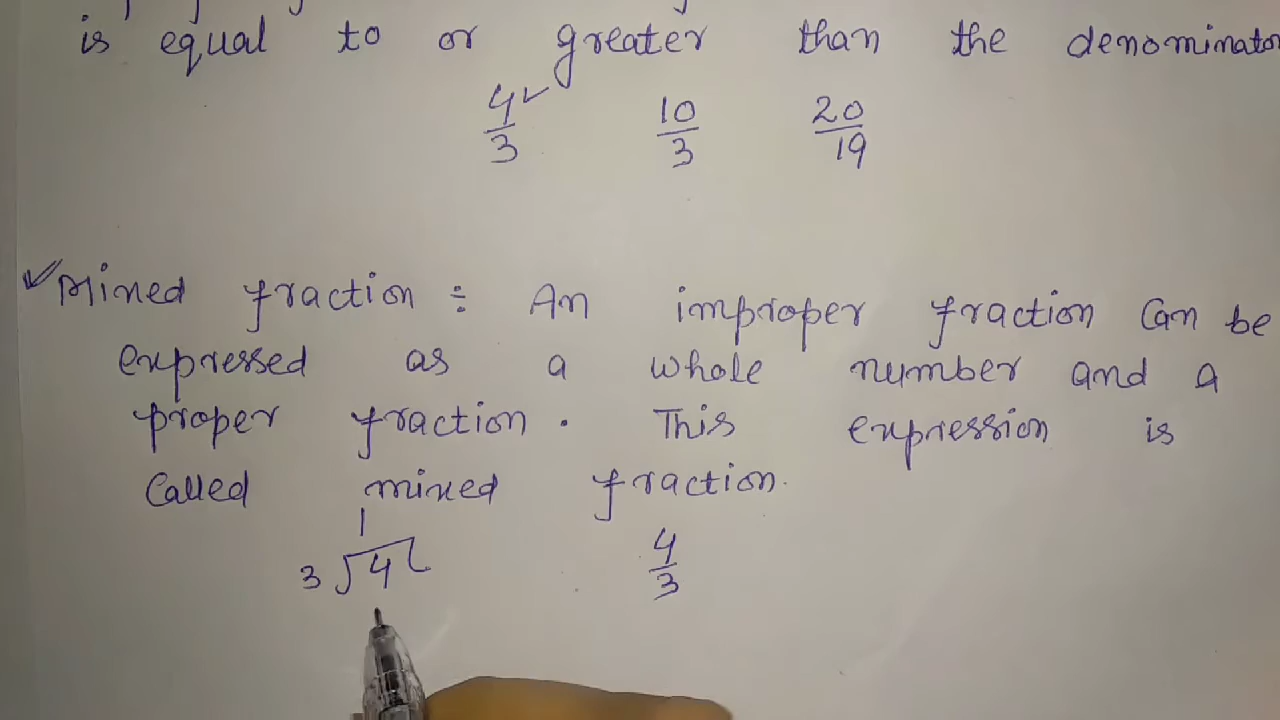 is equal to or greater than the denominator
4/3 ✓ 10/3 20/19
✓ Mixed fraction ÷ An improper fraction Can be
expressed as a whole number and a
proper fraction. This expression is
Called mixed fraction.
1
3 √4 4/3